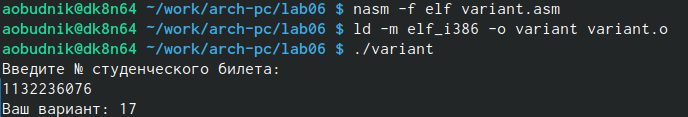 aobudnik@dk8n64 ~/work/arch-pc/lab06 $ nasm -f elf variant.asm
aobudnik@dk8n64 ~/work/arch-pc/lab06 $ ld -m elf_i386 -o variant variant.o
aobudnik@dk8n64 ~/work/arch-pc/lab06 $ ./variant
Введите № студенческого билета:
1132236076
Ваш вариант: 17